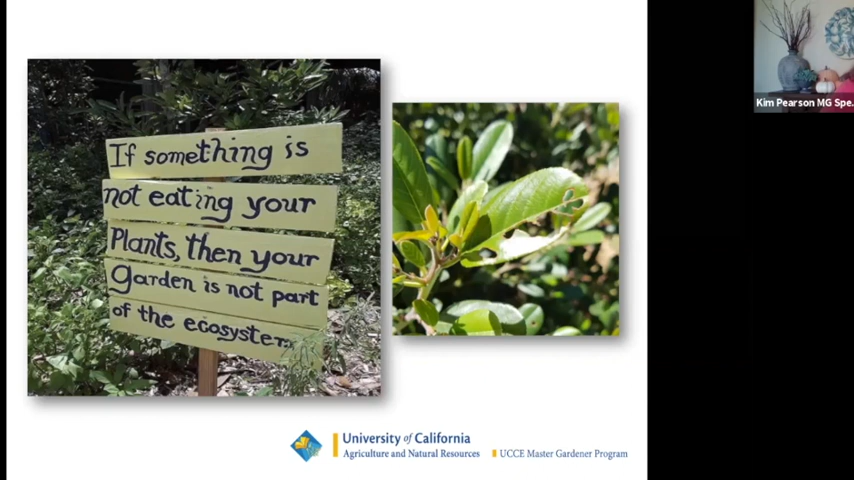 If something is
not eating your
Plants, then your
garden is not part
of the ecosystem
University of California
Agriculture and Natural Resources
UCCE Master Gardener Program
Kim Pearson MG Spe...